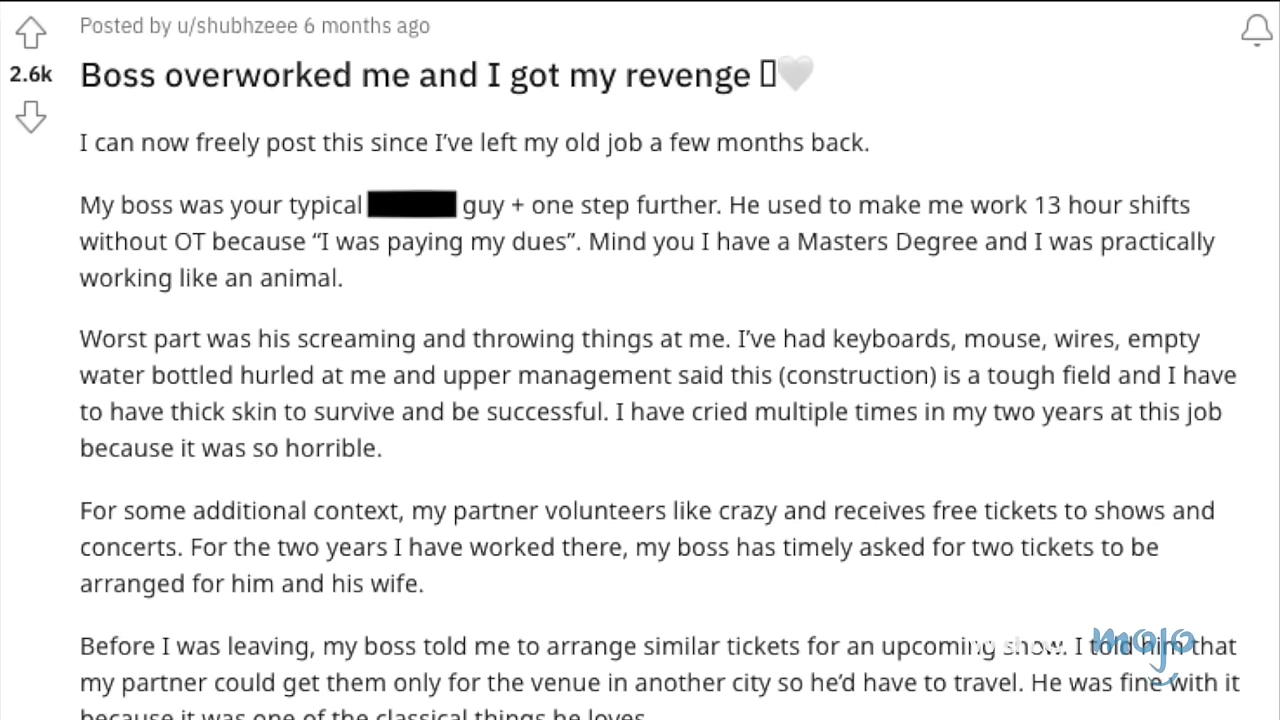 Posted by u/shubhzeee 6 months ago
2.6k
Boss overworked me and I got my revenge
I can now freely post this since I’ve left my old job a few months back.
My boss was your typical guy + one step further. He used to make me work 13 hour shifts
without OT because “I was paying my dues”. Mind you I have a Masters Degree and I was practically
working like an animal.
Worst part was his screaming and throwing things at me. I’ve had keyboards, mouse, wires, empty
water bottled hurled at me and upper management said this (construction) is a tough field and I have
to have thick skin to survive and be successful. I have cried multiple times in my two years at this job
because it was so horrible.
For some additional context, my partner volunteers like crazy and receives free tickets to shows and
concerts. For the two years I have worked there, my boss has timely asked for two tickets to be
arranged for him and his wife.
Before I was leaving, my boss told me to arrange similar tickets for an upcoming show. I told him that
my partner could get them only for the venue in another city so he’d have to travel. He was fine with it
because it was one of the classical things he loves.
mojo